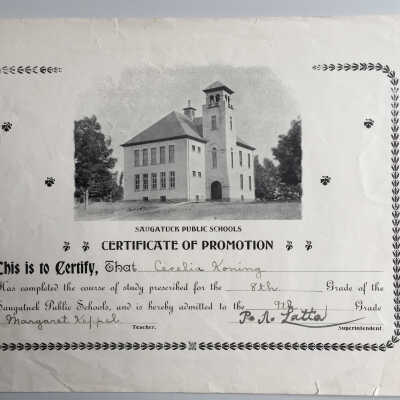 SAUGATUCK PUBLIC SCHOOLS
CERTIFICATE OF PROMOTION
This is to Certify, That Cecelia Koning
Has completed the course of study prescribed for the 8th Grade of the
Saugatuck Public Schools, and is hereby admitted to the 9th Grade
Margaret Keppel P. A. Latta
Teacher. Superintendent